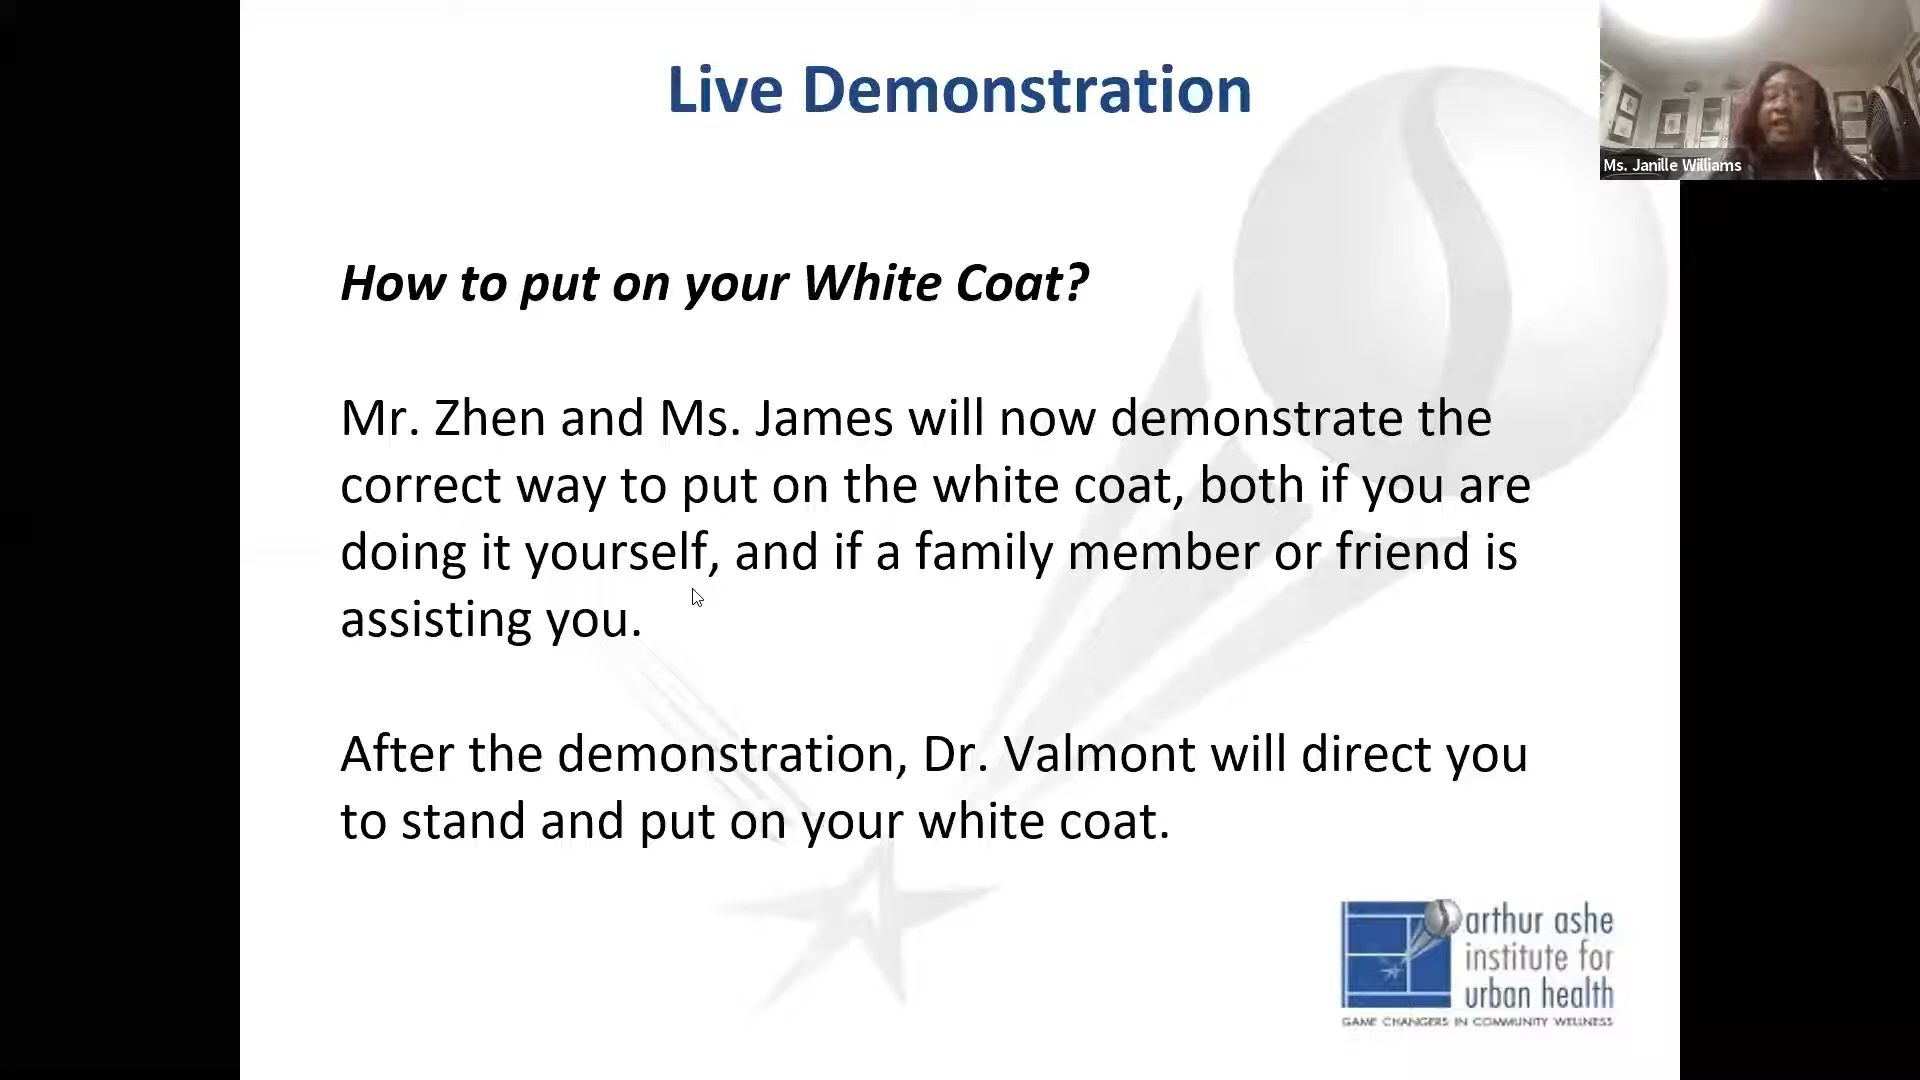 Live Demonstration
Ms. Janille Williams
How to put on your White Coat?
Mr. Zhen and Ms. James will now demonstrate the
correct way to put on the white coat, both if you are
doing it yourself, and if a family member or friend is
assisting you.
After the demonstration, Dr. Valmont will direct you
to stand and put on your white coat.
arthur ashe
institute for
urban health
GAME CHANGERS IN COMMUNITY WELLNESS